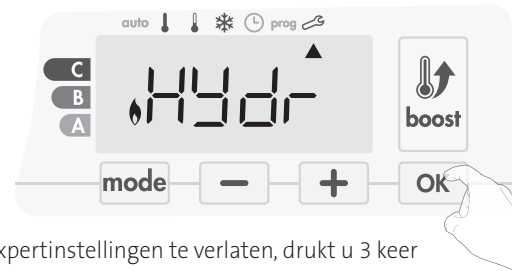 auto prog
C
B
A
Hydr
boost
mode - + OK
xpertinstellingen te verlaten, drukt u 3 keer